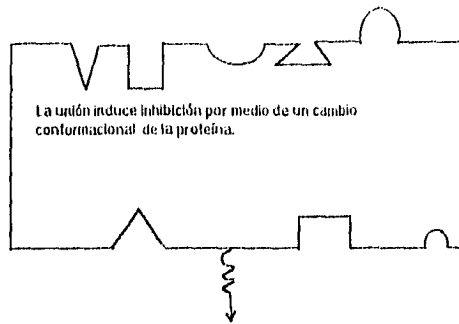 La unión induce inhibición por medio de un cambio
conformacional de la proteína.